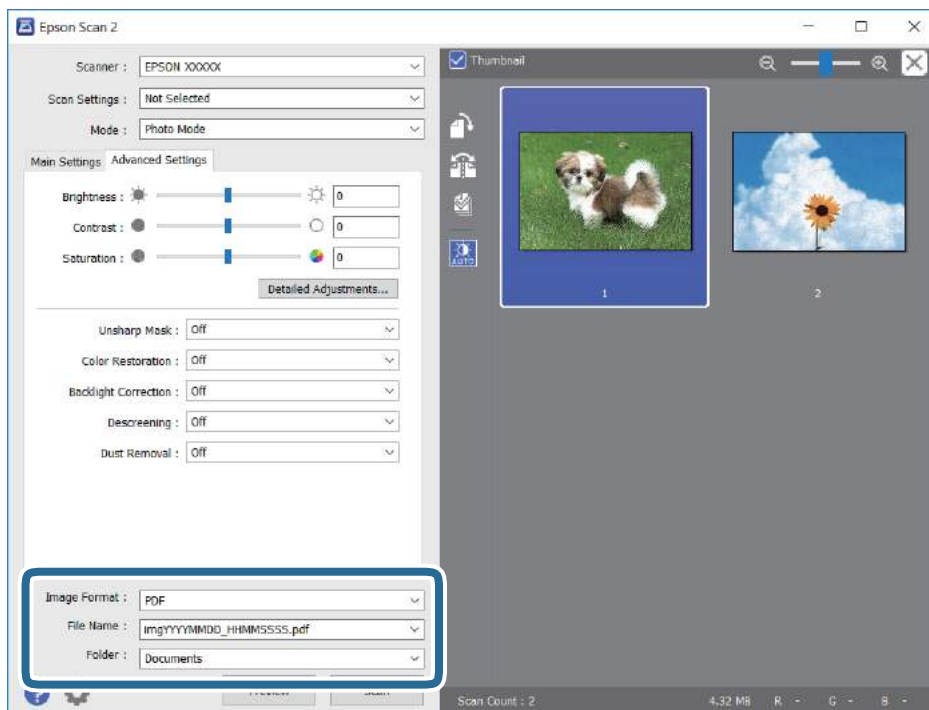 Epson Scan 2
Scanner : EPSON XXXXX
Scan Settings : Not Selected
Mode : Photo Mode
Main Settings Advanced Settings
Brightness : 0
Contrast : 0
Saturation : 0
Detailed Adjustments...
Unsharp Mask : Off
Color Restoration : Off
Backlight Correction : Off
Descreening : Off
Dust Removal : Off
Image Format : PDF
File Name : imgYYYYMMDD_HHMMSSSS.pdf
Folder : Documents
Preview Scan
Thumbnail
AUTO
1
2
Scan Count : 2 4.32 MB R - G - B -